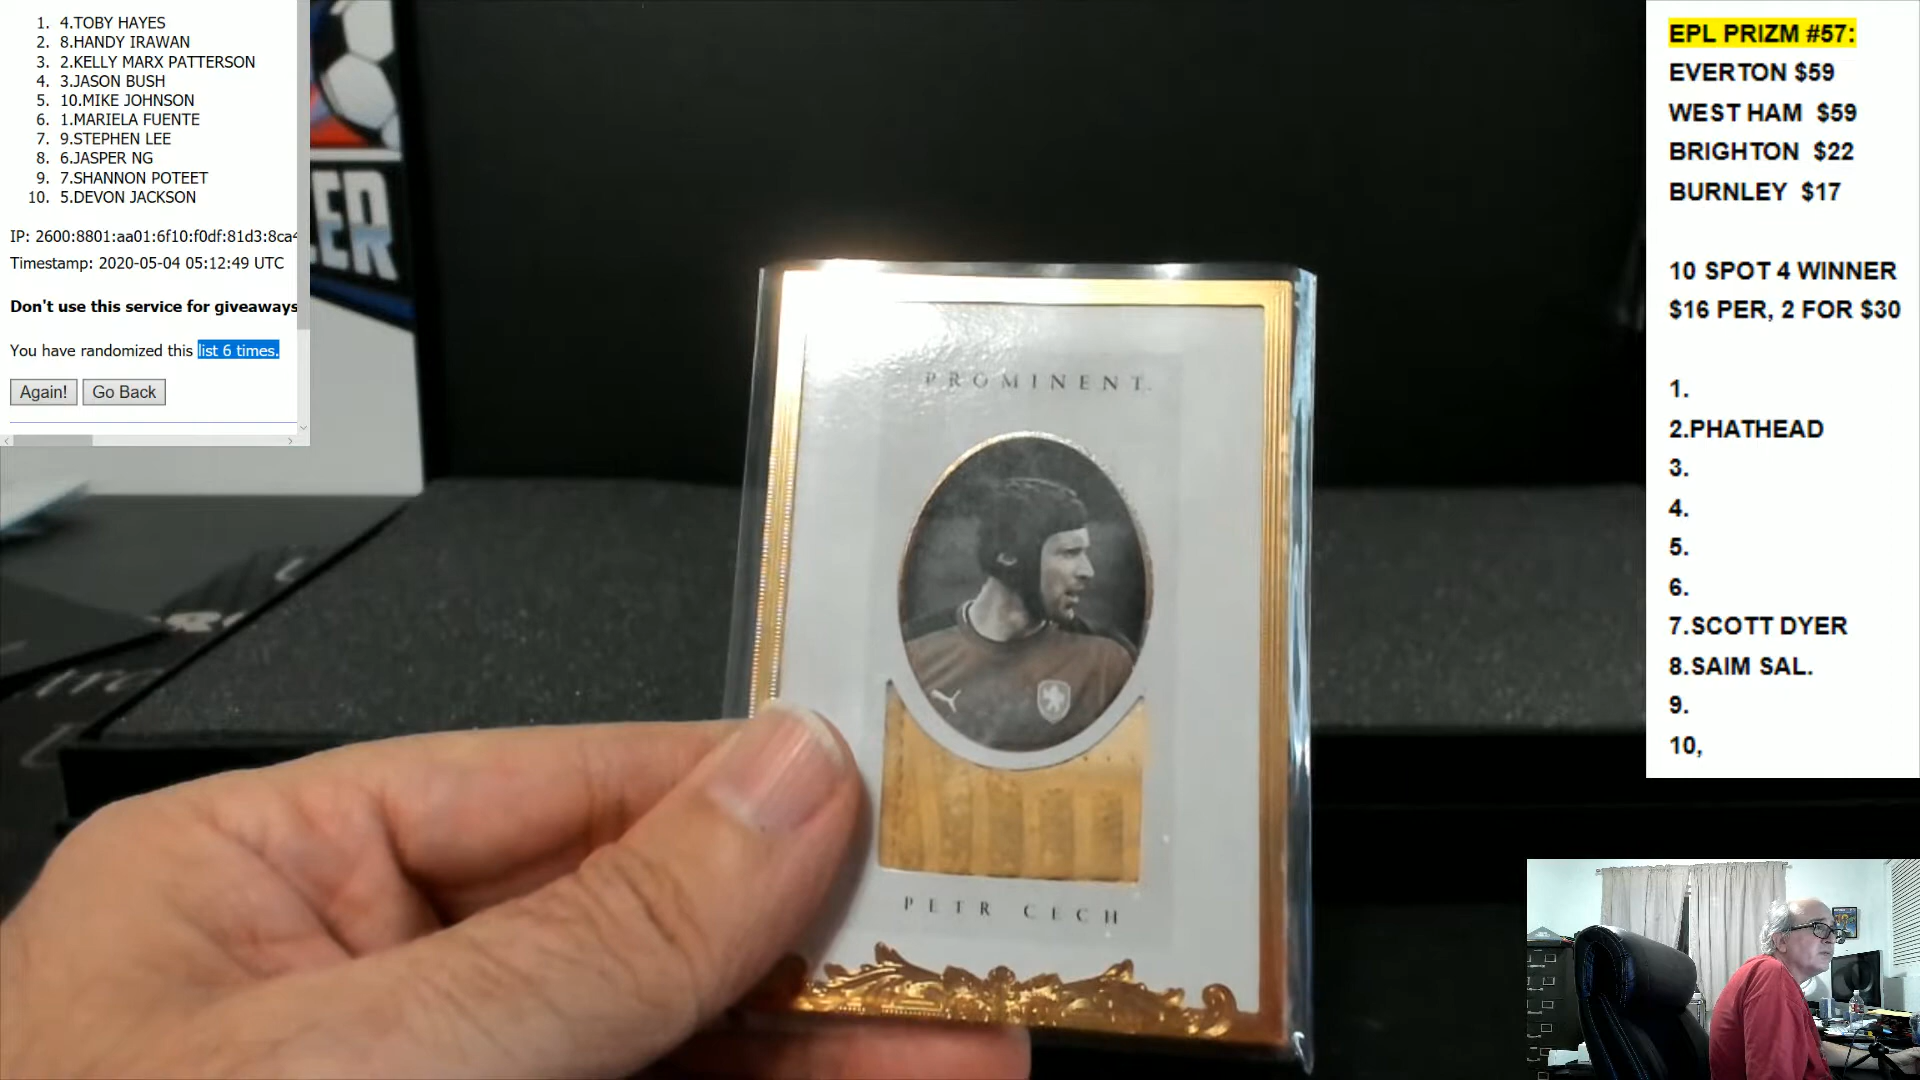 1. 4.TOBY HAYES
2. 8.HANDY IRAWAN
3. 2.KELLY MARX PATTERSON
4. 3.JASON BUSH
5. 10.MIKE JOHNSON
6. 1.MARIELA FUENTE
7. 9.STEPHEN LEE
8. 6.JASPER NG
9. 7.SHANNON POTEET
10. 5.DEVON JACKSON
IP: 2600:8801:aa01:6f10:f0df:81d3:8ca4
Timestamp: 2020-05-04 05:12:49 UTC
Don't use this service for giveaways
You have randomized this list 6 times.
Again! Go Back
CER
PROMINENT
PETR CECH
EPL PRIZM #57:
EVERTON $59
WEST HAM $59
BRIGHTON $22
BURNLEY $17
10 SPOT 4 WINNER
$16 PER, 2 FOR $30
1.
2.PHATHEAD
3.
4.
5.
6.
7.SCOTT DYER
8.SAIM SAL.
9.
10,